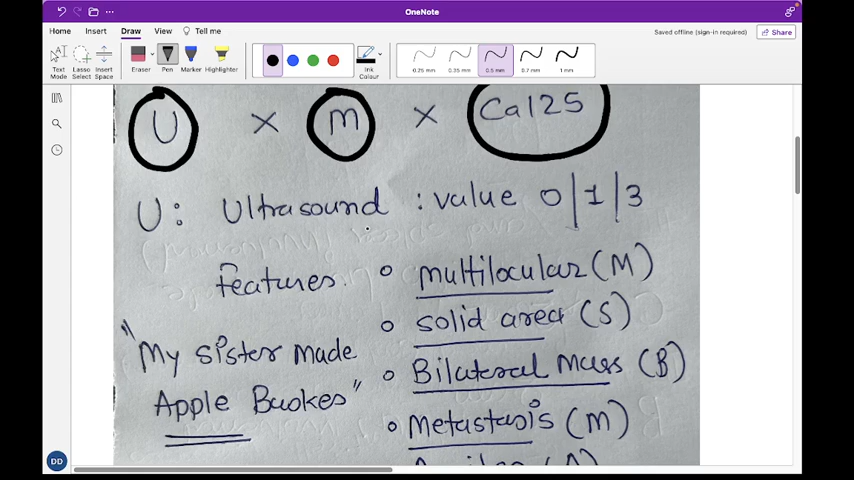 OneNote
Home Insert Draw View Tell me
Saved offline (sign-in required) Share
Text Mode Lasso Select Insert Space Eraser Pen Marker Highlighter Ink Colour 0.25 mm 0.35 mm 0.5 mm 0.7 mm 1 mm
U x M x Ca125
U: Ultrasound : value 0|1|3
features. o multilocular (M)
o solid area (S)
"My sister made
o Bilateral Mass (B)
Apple Baokes"
o Metastasis (M)
DD